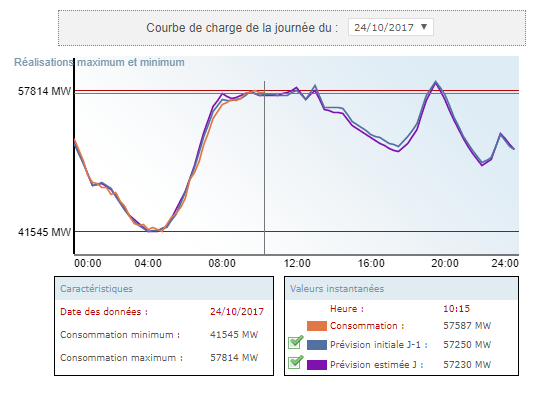 Courbe de charge de la journée du : 24/10/2017
Réalisations maximum et minimum
57814 MW
41545 MW
00:00 04:00 08:00 12:00 16:00 20:00 24:00
Caractéristiques
Date des données : 24/10/2017
Consommation minimum : 41545 MW
Consommation maximum : 57814 MW
Valeurs instantanées
Heure : 10:15
Consommation : 57587 MW
Prévision initiale J-1 : 57250 MW
Prévision estimée J : 57230 MW